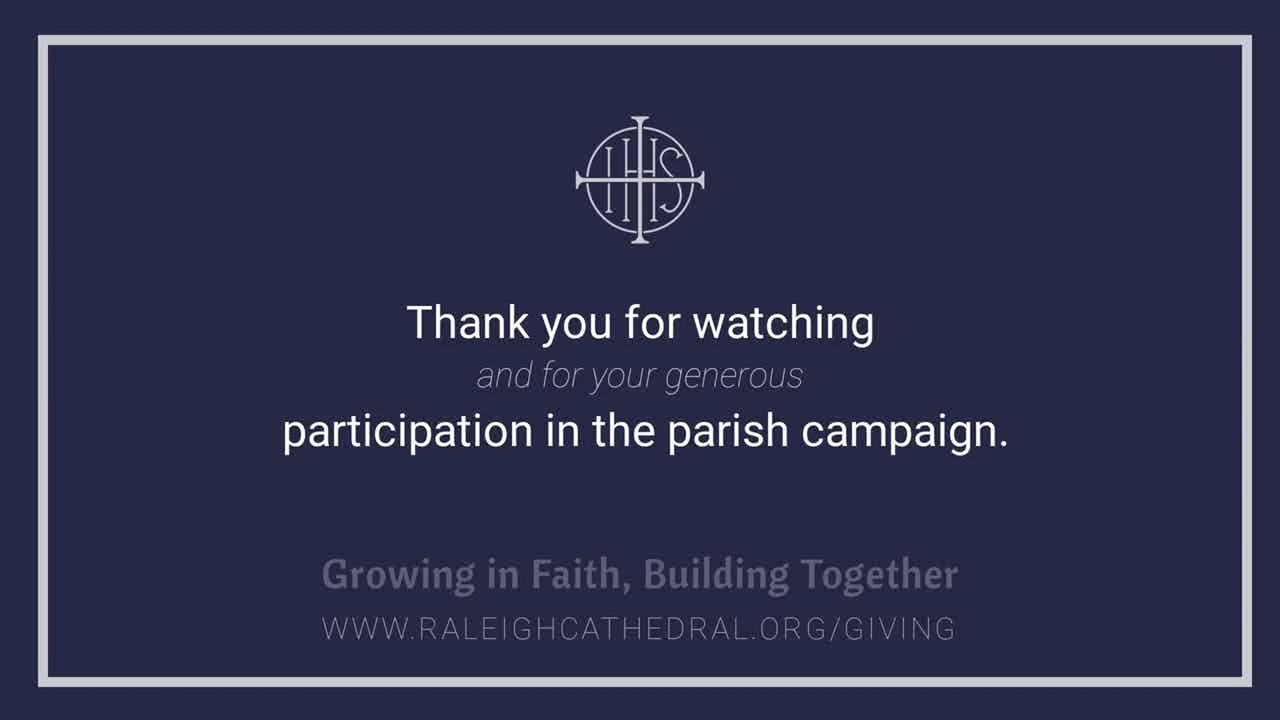 IHS
Thank you for watching
and for your generous
participation in the parish campaign.
Growing in Faith, Building Together
WWW.RALEIGHCATHEDRAL.ORG/GIVING